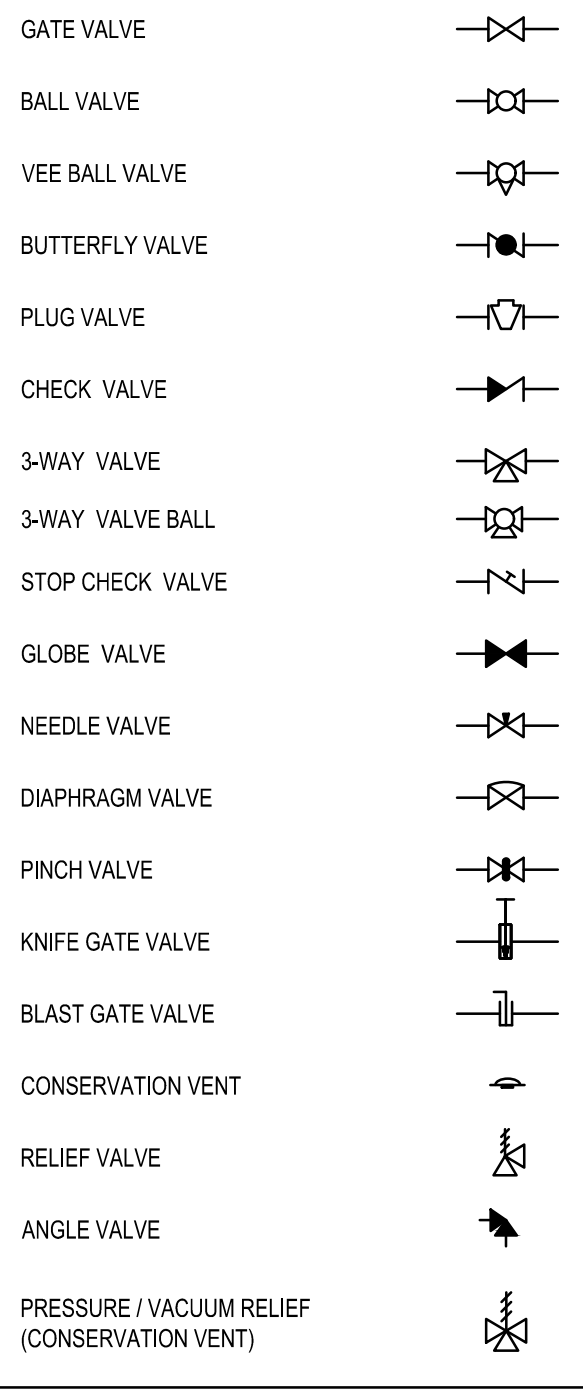 GATE VALVE
BALL VALVE
VEE BALL VALVE
BUTTERFLY VALVE
PLUG VALVE
CHECK VALVE
3-WAY VALVE
3-WAY VALVE BALL
STOP CHECK VALVE
GLOBE VALVE
NEEDLE VALVE
DIAPHRAGM VALVE
PINCH VALVE
KNIFE GATE VALVE
BLAST GATE VALVE
CONSERVATION VENT
RELIEF VALVE
ANGLE VALVE
PRESSURE / VACUUM RELIEF
(CONSERVATION VENT)